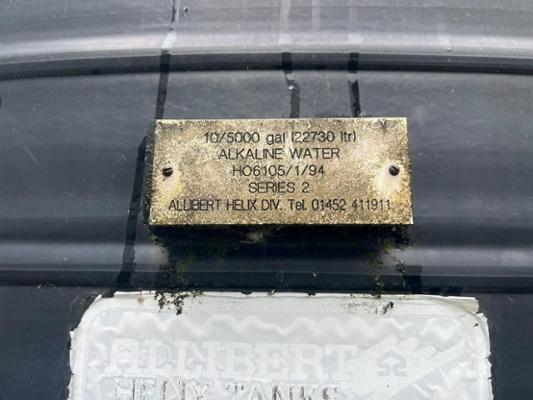 10/5000 gal (22730 ltr)
ALKALINE WATER
HO6105/1/94
SERIES 2
ALLIBERT HELIX DIV. Tel. 01452 411911
ALLIBERT
HELIX TANKS